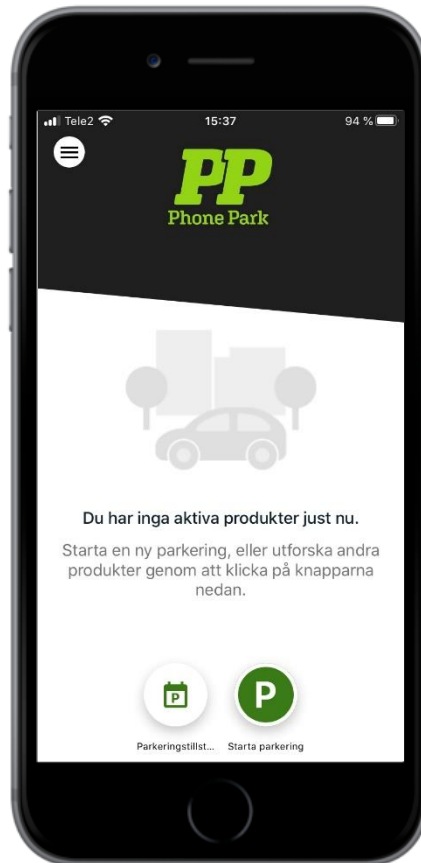 Tele2 15:37 94 %
PP
Phone Park
Du har inga aktiva produkter just nu.
Starta en ny parkering, eller utforska andra
produkter genom att klicka på knapparna
nedan.
P P
Parkeringstillst... Starta parkering